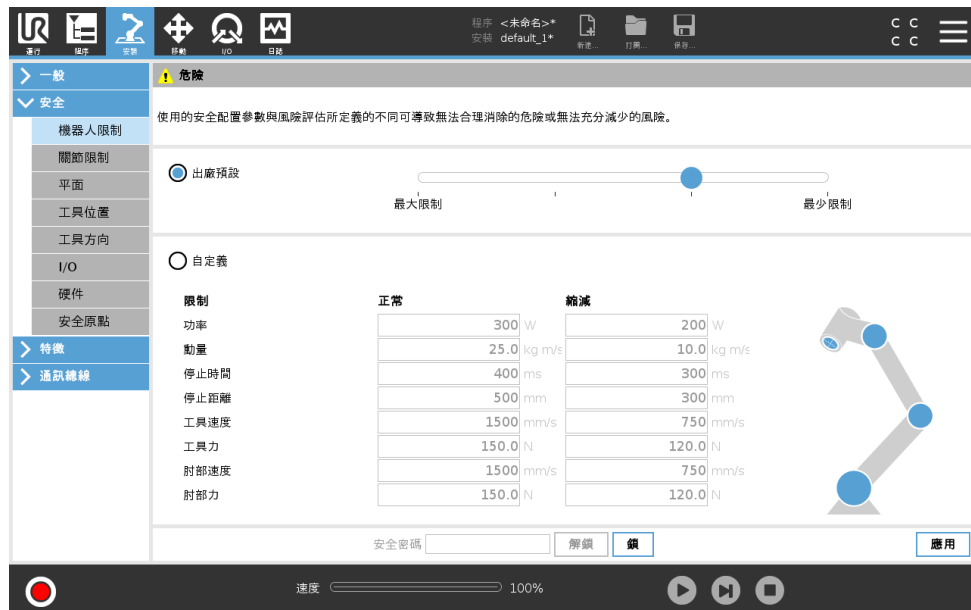 程序 <未命名>*
安裝 default_1*
運行 程序 安裝 移動 I/O 日誌 新建... 打開... 保存...
C C
C C
一般
安全
機器人限制
關節限制
平面
工具位置
工具方向
I/O
硬件
安全原點
特徵
通訊總線
危險
使用的安全配置參數與風險評估所定義的不同可導致無法合理消除的危險或無法充分減少的風險。
出廠預設
最大限制 最少限制
自定義
限制 正常 縮減
功率 300 W 200 W
動量 25.0 kg m/s 10.0 kg m/s
停止時間 400 ms 300 ms
停止距離 500 mm 300 mm
工具速度 1500 mm/s 750 mm/s
工具力 150.0 N 120.0 N
肘部速度 1500 mm/s 750 mm/s
肘部力 150.0 N 120.0 N
安全密碼 解鎖 鎖 應用
速度 100%